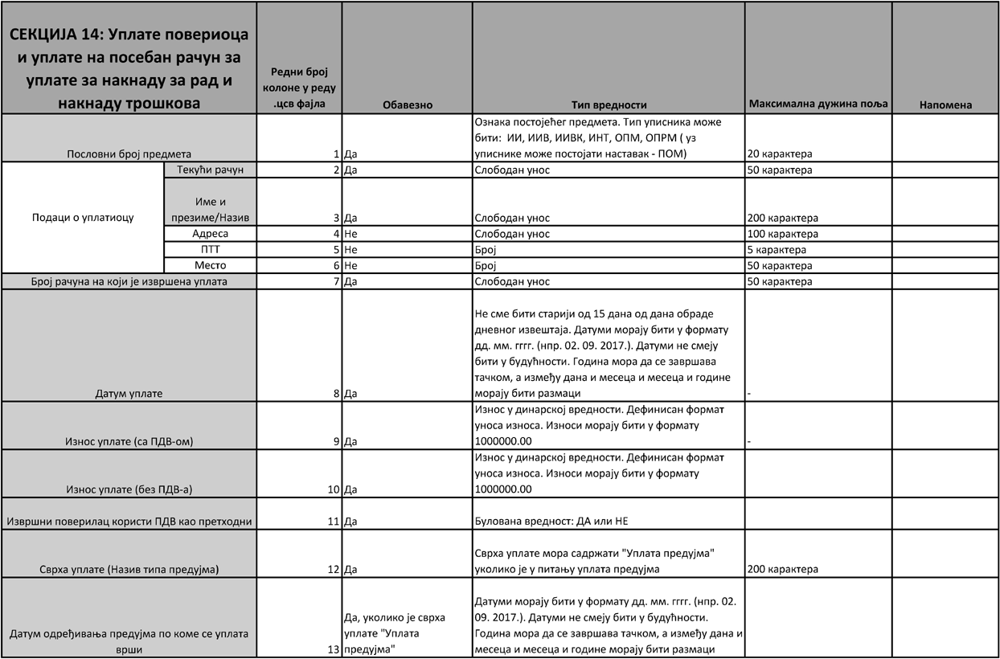 СЕКЦИЈА 14: Уплате повериоца
и уплате на посебан рачун за
уплате за накнаду за рад и
накнаду трошкова
Редни број
колоне у реду
.цсв фајла
Обавезно
Тип вредности
Максимална дужина поља
Напомена
Пословни број предмета
1
Да
Ознака постојећег предмета. Тип уписника може
бити:  ИИ, ИИВ, ИИВК, ИНТ, ОПМ, ОПРМ ( уз
уписнике може постојати наставак - ПОМ)
20 карактера
Подаци о уплатиоцу
Текући рачун
2
Да
Слободан унос
50 карактера
Име и
презиме/Назив
3
Да
Слободан унос
200 карактера
Адреса
4
Не
Слободан унос
100 карактера
ПТТ
5
Не
Број
5 карактера
Место
6
Не
Број
50 карактера
Број рачуна на који је извршена уплата
7
Да
Слободан унос
50 карактера
Датум уплате
8
Да
Не сме бити старији од 15 дана од дана обраде
дневног извештаја. Датуми морају бити у формату
дд. мм. гггг. (нпр. 02. 09. 2017.). Датуми не смеју
бити у будућности. Година мора да се завршава
тачком, а између дана и месеца и месеца и године
морају бити размаци
-
Износ уплате (са ПДВ-ом)
9
Да
Износ у динарској вредности. Дефинисан формат
уноса износа. Износи морају бити у формату
1000000.00
-
Износ уплате (без ПДВ-а)
10
Да
Износ у динарској вредности. Дефинисан формат
уноса износа. Износи морају бити у формату
1000000.00
Извршни поверилац користи ПДВ као претходни
11
Да
Булована вредност: ДА или НЕ
Сврха уплате (Назив типа предујма)
12
Да
Сврха уплате мора садржати "Уплата предујма"
уколико је у питању уплата предујма
200 карактера
Датум одређивања предујма по коме се уплата
врши
13
Да, уколико је сврха
уплате "Уплата
предујма"
Датуми морају бити у формату дд. мм. гггг. (нпр. 02.
09. 2017.). Датуми не смеју бити у будућности.
Година мора да се завршава тачком, а између дана и
месеца и месеца и године морају бити размаци